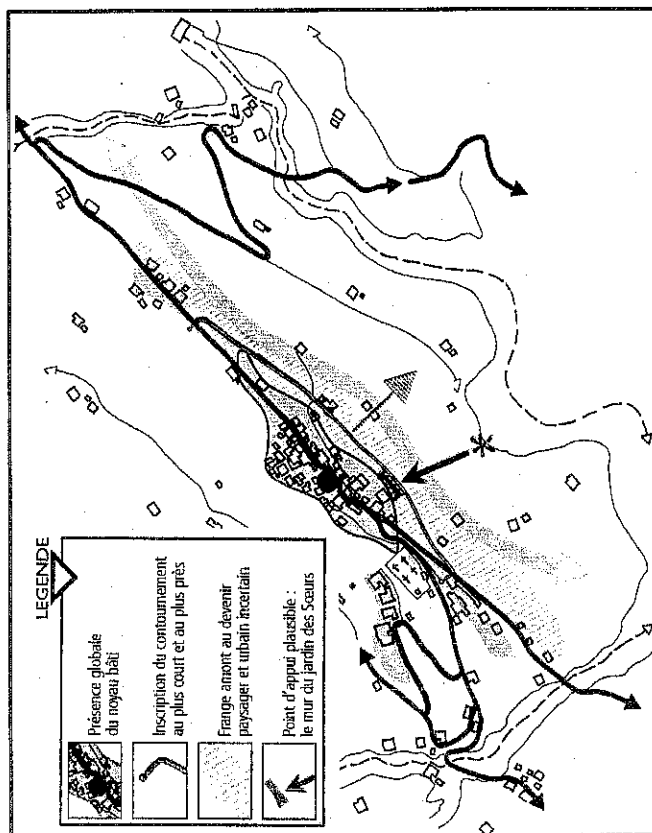 LEGENDE
Présence globale
du noyau bâti
Inscription du contournement
au plus court et au plus près
Frange amont au devenir
paysager et urbain incertain
Point d'appui plausible :
le mur du jardin des Sœurs